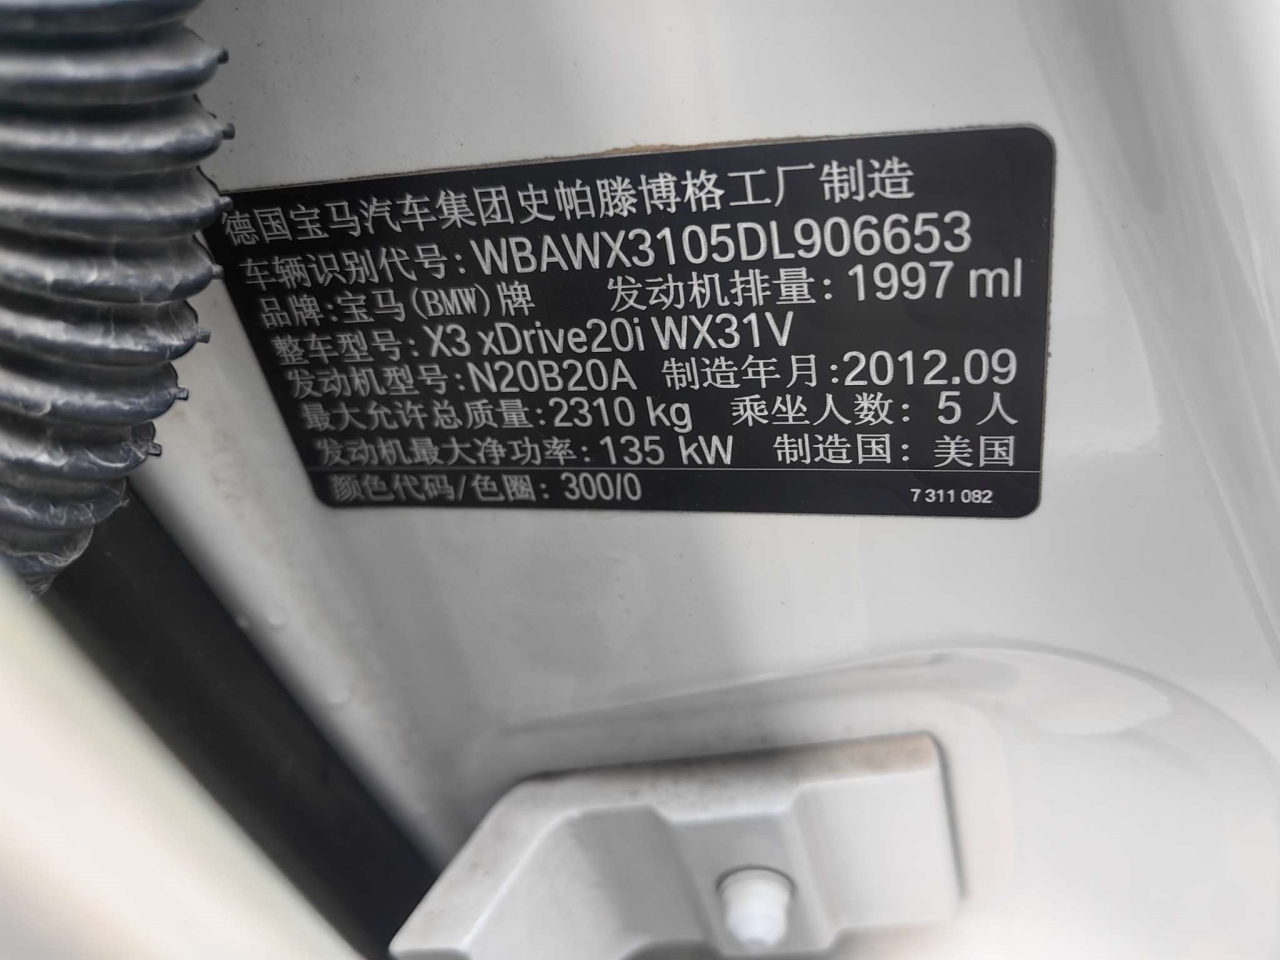 德国宝马汽车集团史帕滕博格工厂制造
车辆识别代号:WBAWX3105DL906653
品牌:宝马(BMW)牌 发动机排量:1997 ml
整车型号:X3 xDrive20i WX31V
发动机型号:N20B20A 制造年月:2012.09
最大允许总质量:2310 kg 乘坐人数:5人
发动机最大净功率:135 kW 制造国:美国
颜色代码/色圈:300/0 7 311 082